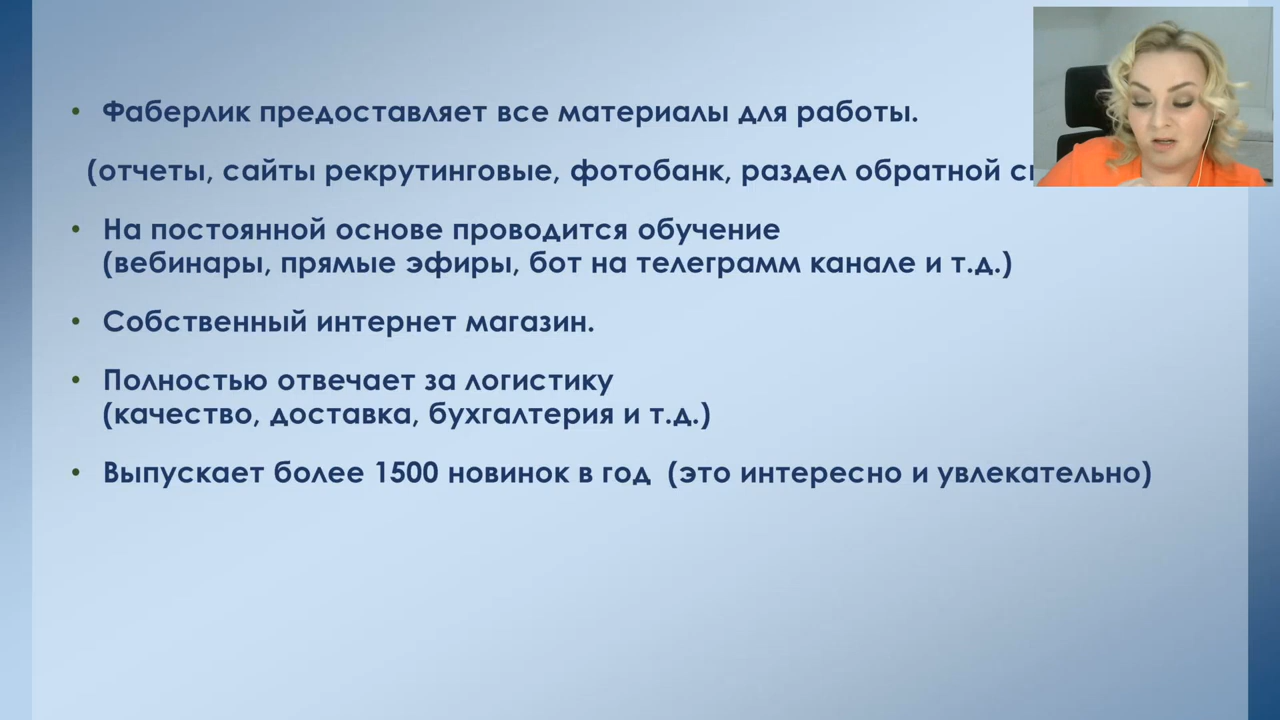 • Фаберлик предоставляет все материалы для работы.
(отчеты, сайты рекрутинговые, фотобанк, раздел обратной
• На постоянной основе проводится обучение
(вебинары, прямые эфиры, бот на телеграмм канале и т.д.)
• Собственный интернет магазин.
• Полностью отвечает за логистику
(качество, доставка, бухгалтерия и т.д.)
• Выпускает более 1500 новинок в год (это интересно и увлекательно)